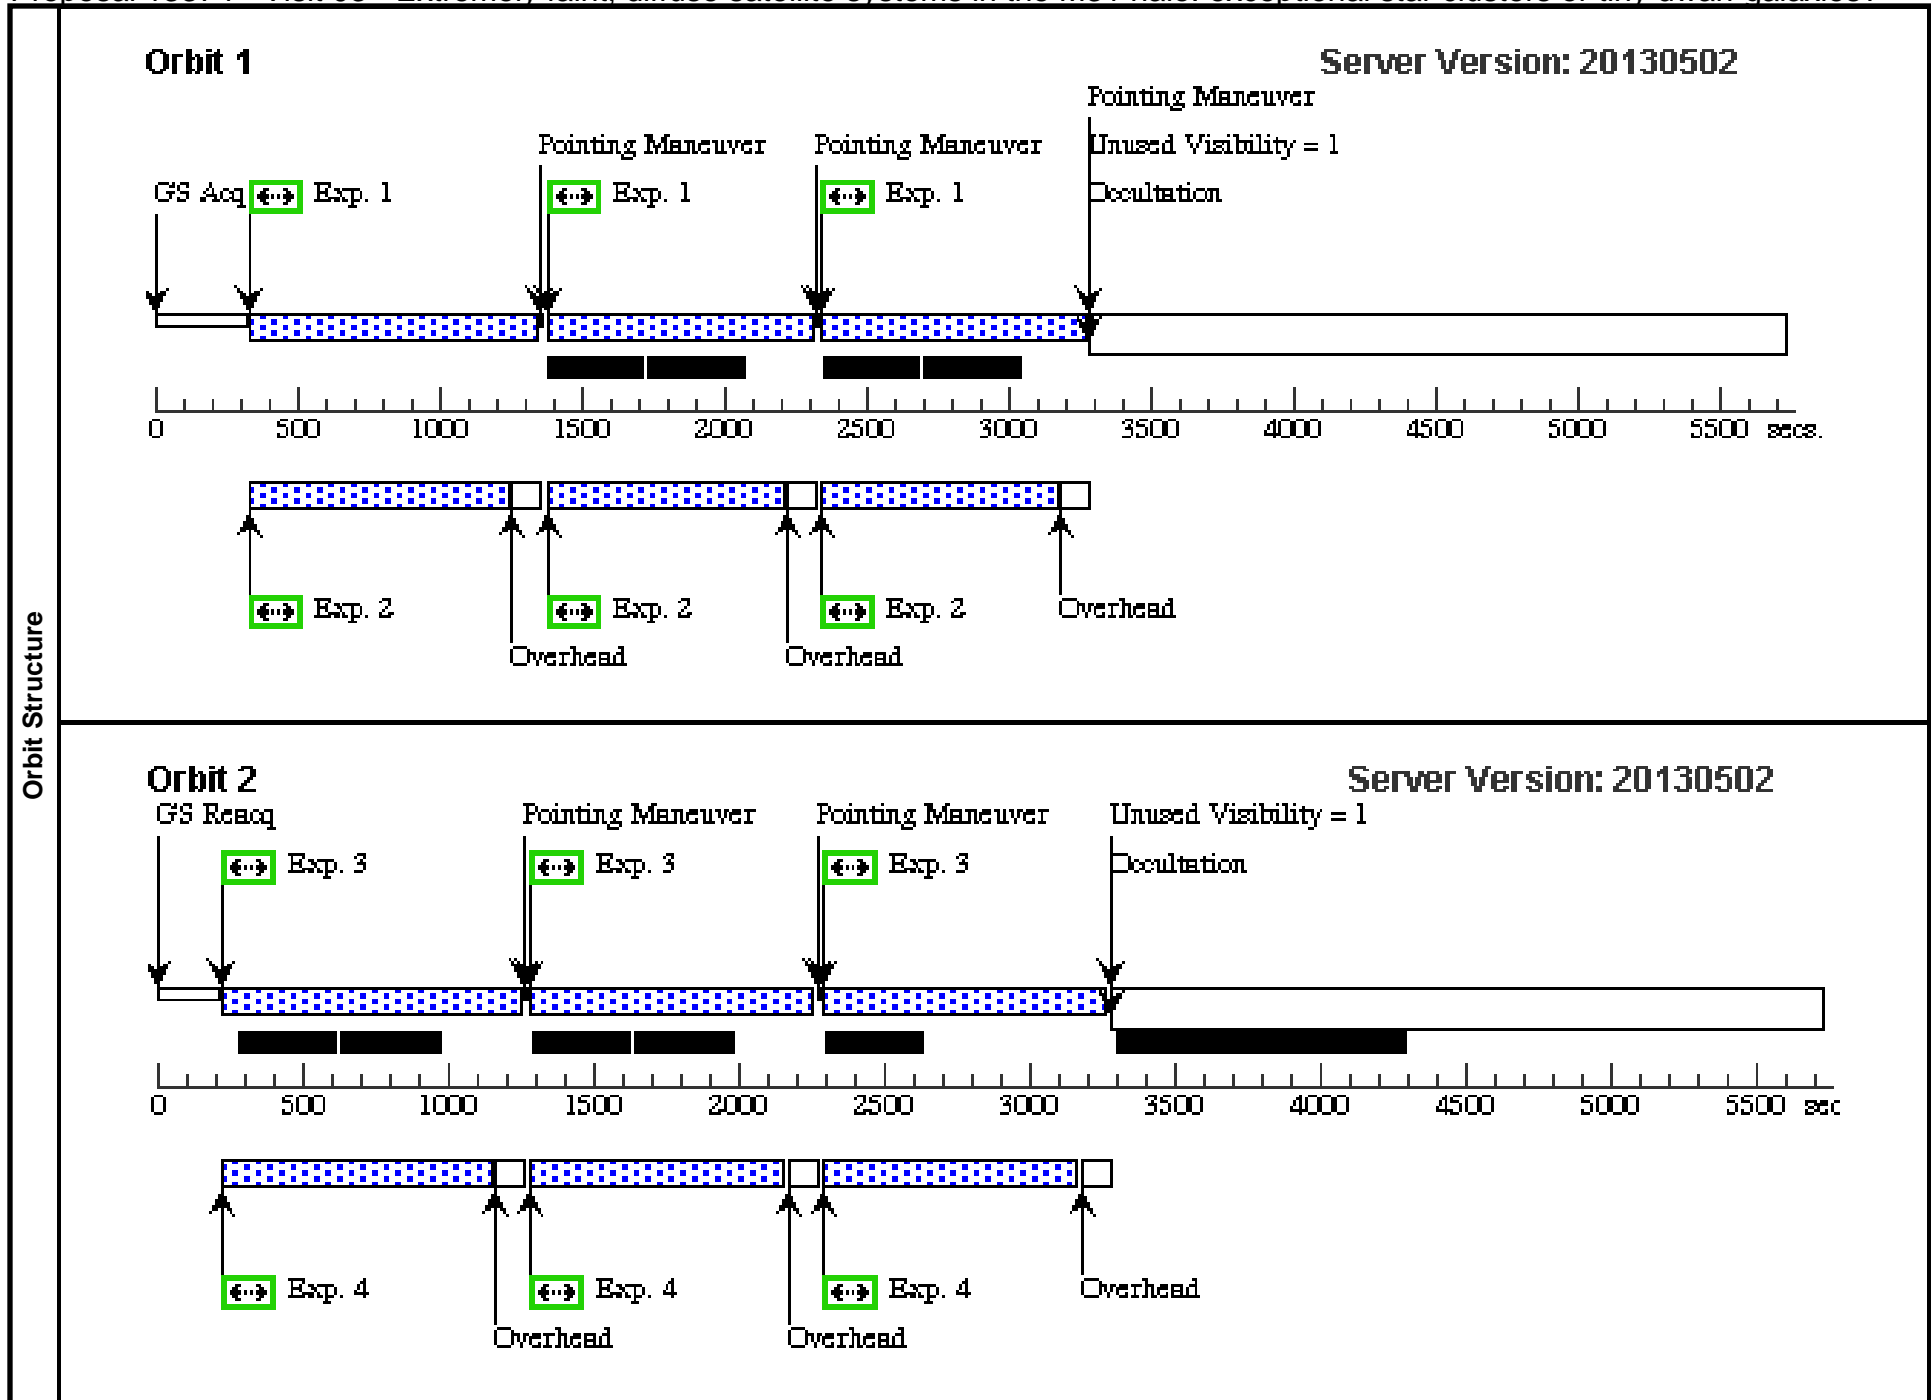 Orbit Structure
Orbit 1
Server Version: 20130502
Pointing Maneuver
Pointing Maneuver Pointing Maneuver Unused Visibility = 1
GS Acq Exp. 1 Exp. 1 Exp. 1 Occultation
0 500 1000 1500 2000 2500 3000 3500 4000 4500 5000 5500 secs.
Exp. 2 Exp. 2 Exp. 2 Overhead
Overhead Overhead
Orbit 2
Server Version: 20130502
GS Reacq Pointing Maneuver Pointing Maneuver Unused Visibility = 1
Exp. 3 Exp. 3 Exp. 3 Occultation
0 500 1000 1500 2000 2500 3000 3500 4000 4500 5000 5500 sec
Exp. 4 Exp. 4 Exp. 4 Overhead
Overhead Overhead